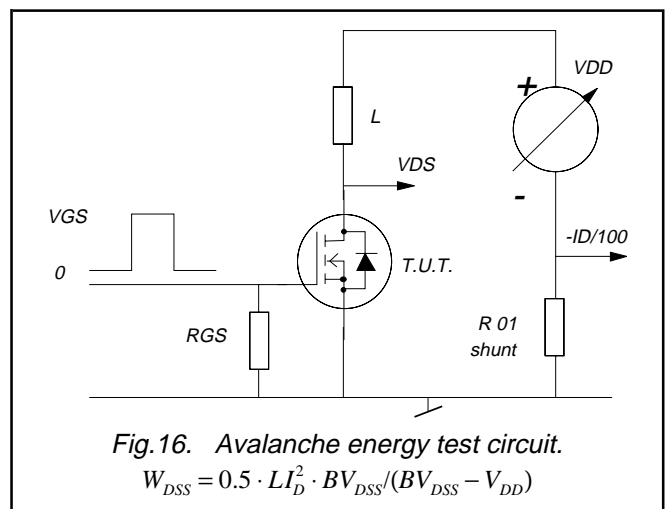 +
VDD
L
VDS
-
VGS
-ID/100
0
T.U.T.
RGS
R 01
shunt
Fig.16. Avalanche energy test circuit.
W_DSS = 0.5 · LI_D^2 · BV_DSS/(BV_DSS − V_DD)